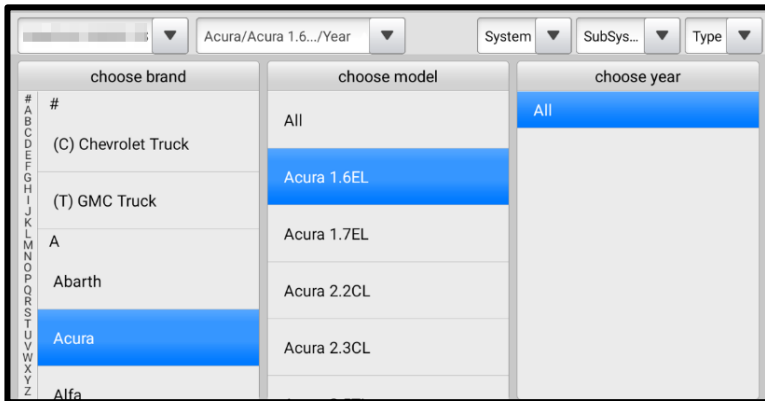 Acura/Acura 1.6.../Year
System
SubSys...
Type
choose brand
choose model
choose year
#
A
B
C
D
E
F
G
H
I
J
K
L
M
N
O
P
Q
R
S
T
U
V
W
X
Y
Z
#
(C) Chevrolet Truck
(T) GMC Truck
A
Abarth
Acura
Alfa
All
Acura 1.6EL
Acura 1.7EL
Acura 2.2CL
Acura 2.3CL
All